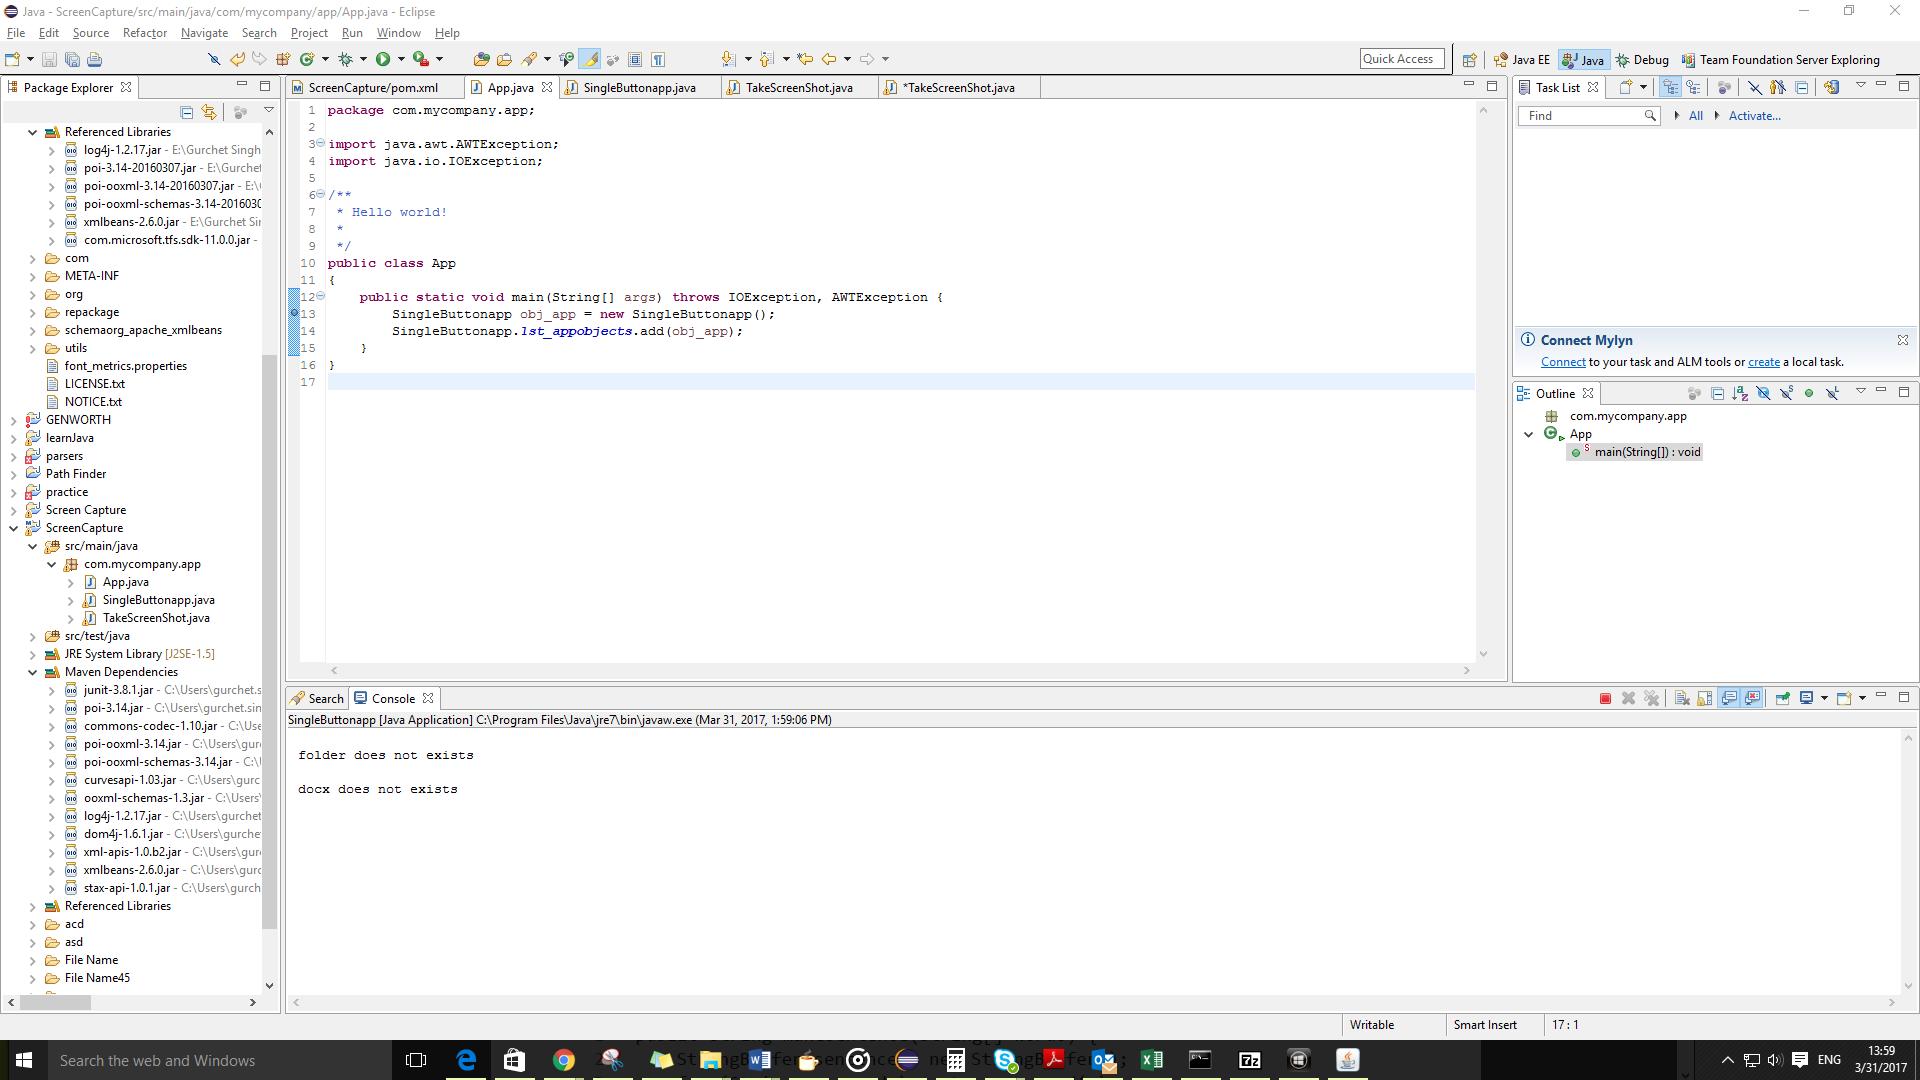 Java - ScreenCapture/src/main/java/com/mycompany/app/App.java - Eclipse
File Edit Source Refactor Navigate Search Project Run Window Help
Quick Access
Java EE
Java
Debug
Team Foundation Server Exploring
Package Explorer
Referenced Libraries
log4j-1.2.17.jar - E:\Gurchet Singh
poi-3.14-20160307.jar - E:\Gurchet
poi-ooxml-3.14-20160307.jar - E:\
poi-ooxml-schemas-3.14-201603
xmlbeans-2.6.0.jar - E:\Gurchet Si
com.microsoft.tfs.sdk-11.0.0.jar -
com
META-INF
org
repackage
schemaorg_apache_xmlbeans
utils
font_metrics.properties
LICENSE.txt
NOTICE.txt
GENWORTH
learnJava
parsers
Path Finder
practice
Screen Capture
ScreenCapture
src/main/java
com.mycompany.app
App.java
SingleButtonapp.java
TakeScreenShot.java
src/test/java
JRE System Library [J2SE-1.5]
Maven Dependencies
junit-3.8.1.jar - C:\Users\gurchet.s
poi-3.14.jar - C:\Users\gurchet.sin
commons-codec-1.10.jar - C:\Users
poi-ooxml-3.14.jar - C:\Users\gur
poi-ooxml-schemas-3.14.jar - C:\
curvesapi-1.03.jar - C:\Users\gurc
ooxml-schemas-1.3.jar - C:\Users\
log4j-1.2.17.jar - C:\Users\gurchet
dom4j-1.6.1.jar - C:\Users\gurche
xml-apis-1.0.b2.jar - C:\Users\gur
xmlbeans-2.6.0.jar - C:\Users\gurc
stax-api-1.0.1.jar - C:\Users\gurch
Referenced Libraries
acd
asd
File Name
File Name45
ScreenCapture/pom.xml
App.java
SingleButtonapp.java
TakeScreenShot.java
*TakeScreenShot.java
1 package com.mycompany.app;
2
3 import java.awt.AWTException;
4 import java.io.IOException;
5
6 /**
7  * Hello world!
8  *
9  */
10 public class App
11 {
12     public static void main(String[] args) throws IOException, AWTException {
13         SingleButtonapp obj_app = new SingleButtonapp();
14         SingleButtonapp.lst_appobjects.add(obj_app);
15     }
16 }
17
Search
Console
SingleButtonapp [Java Application] C:\Program Files\Java\jre7\bin\javaw.exe (Mar 31, 2017, 1:59:06 PM)
folder does not exists
docx does not exists
Task List
Find
All
Activate...
Connect Mylyn
Connect to your task and ALM tools or create a local task.
Outline
com.mycompany.app
App
main(String[]) : void
Writable
Smart Insert
17 : 1
Search the web and Windows
ENG
13:59
3/31/2017